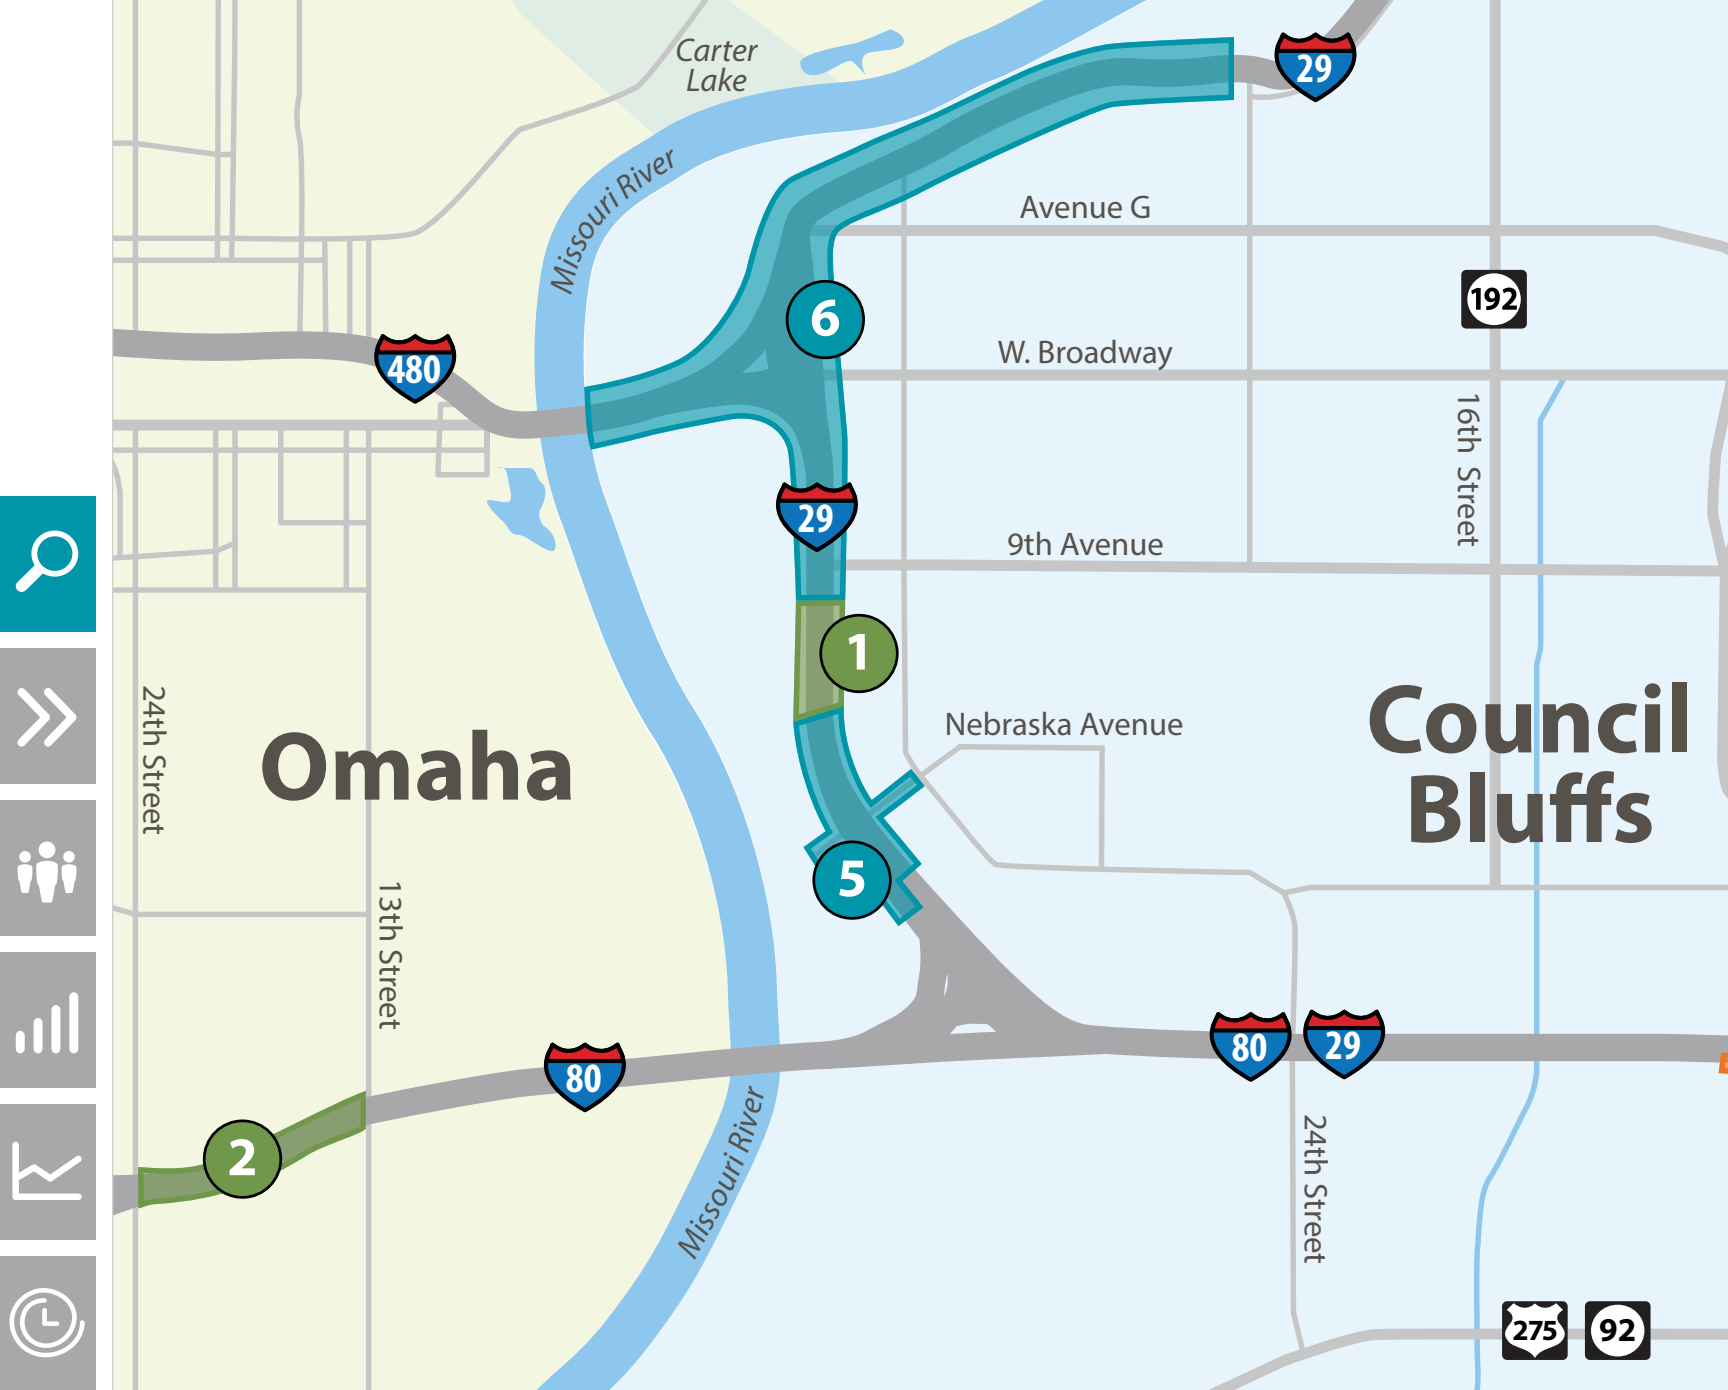 Carter
Lake
29
Missouri River
Avenue G
192
6
W. Broadway
480
16th Street
29
9th Avenue
1
24th Street
Omaha
Nebraska Avenue
Council
Bluffs
5
13th Street
80
29
80
Missouri River
24th Street
2
275
92